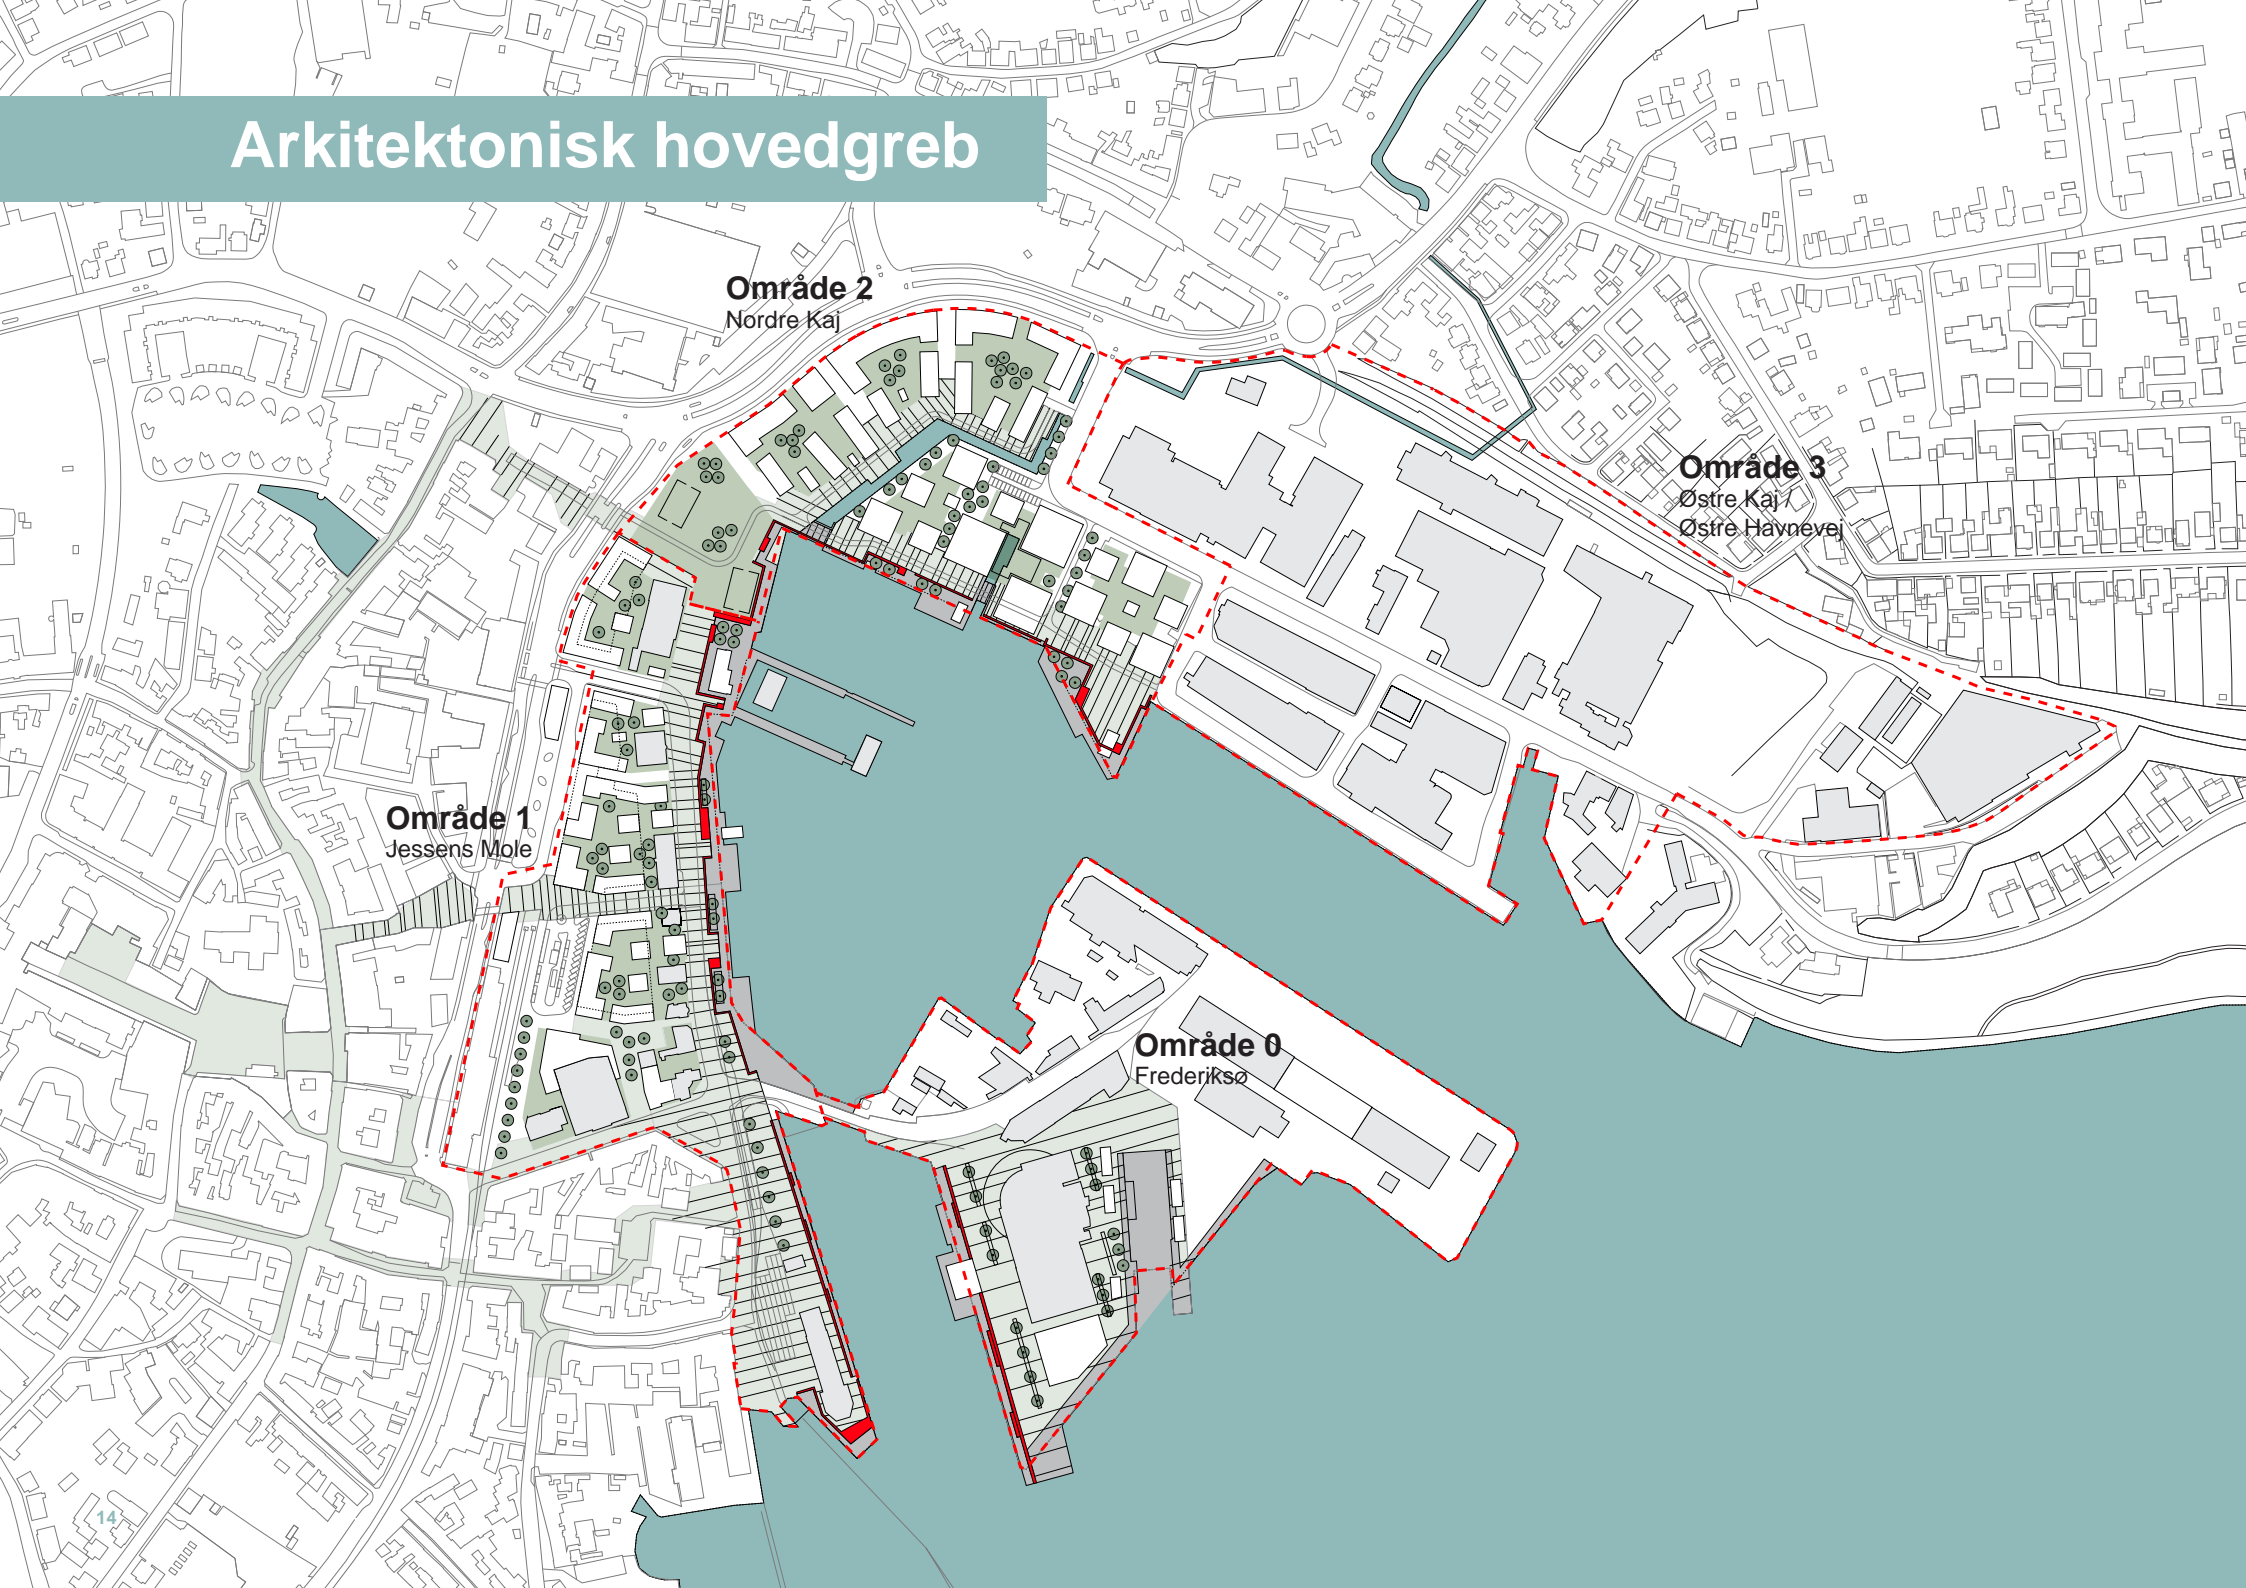 Arkitektonisk hovedgreb
Område 2
Nordre Kaj
Område 3
Østre Kaj /
Østre Havnevej
Område 1
Jessens Mole
Område 0
Frederiksø
14